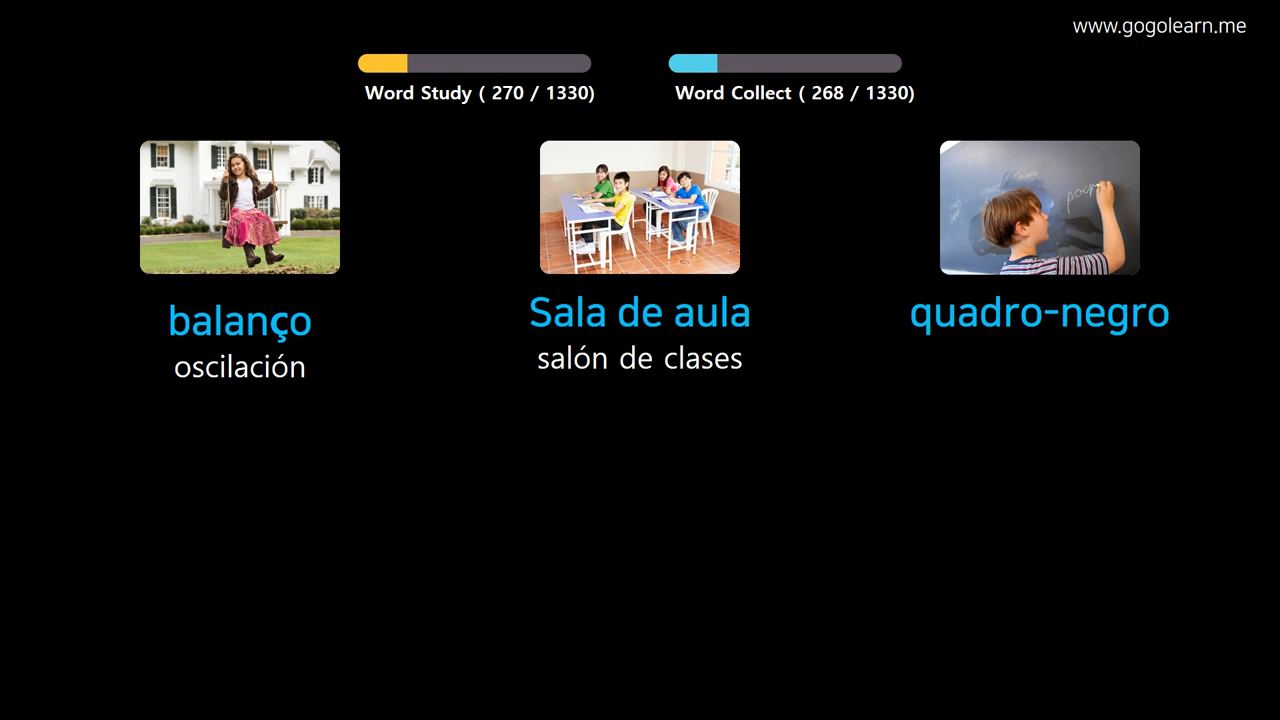 www.gogolearn.me
Word Study ( 270 / 1330)
Word Collect ( 268 / 1330)
balanço
oscilación
Sala de aula
salón de clases
quadro-negro